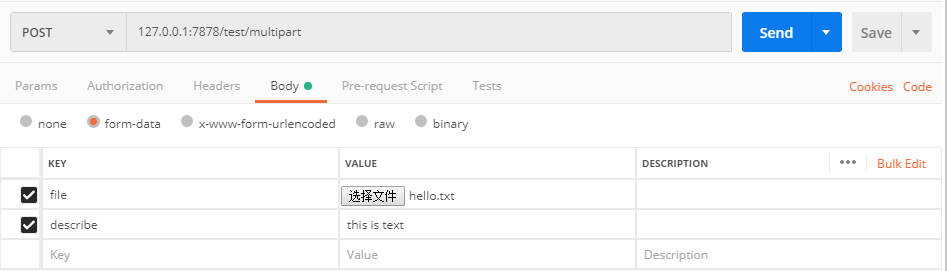 POST 127.0.0.1:7878/test/multipart Send Save
Params Authorization Headers Body Pre-request Script Tests Cookies Code
none form-data x-www-form-urlencoded raw binary
KEY VALUE DESCRIPTION ••• Bulk Edit
file 选择文件 hello.txt
describe this is text
Key Value Description